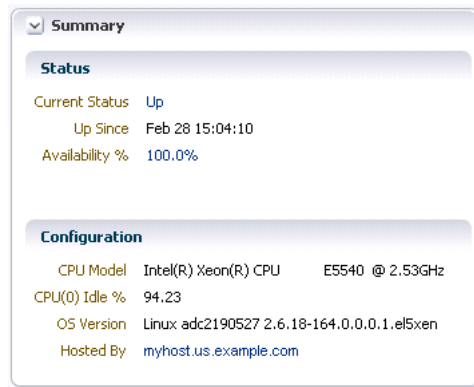 Summary
Status
Current Status Up
Up Since Feb 28 15:04:10
Availability % 100.0%
Configuration
CPU Model Intel(R) Xeon(R) CPU E5540 @ 2.53GHz
CPU(0) Idle % 94.23
OS Version Linux adc2190527 2.6.18-164.0.0.0.1.el5xen
Hosted By myhost.us.example.com